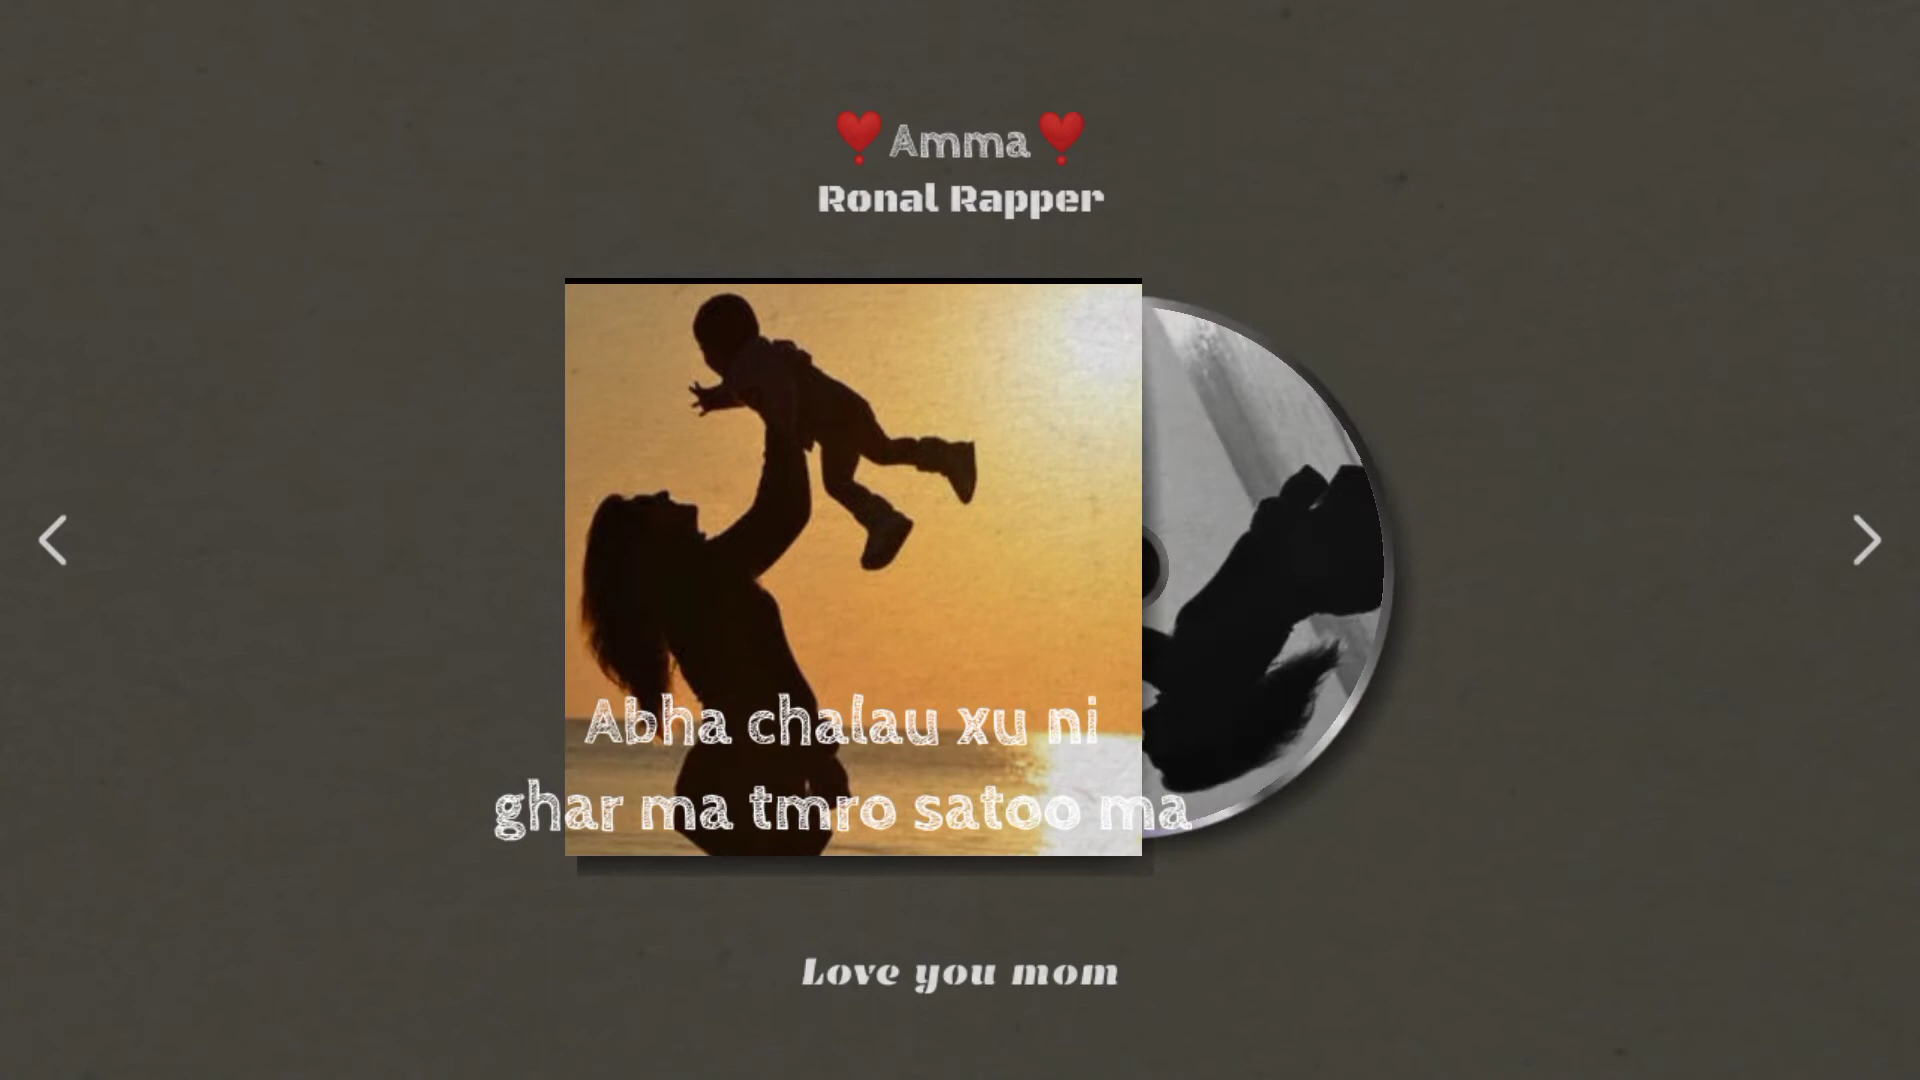 ❣️Amma❣️
Ronal Rapper
Abha chalau xu ni
ghar ma tmro satoo ma
Love you mom